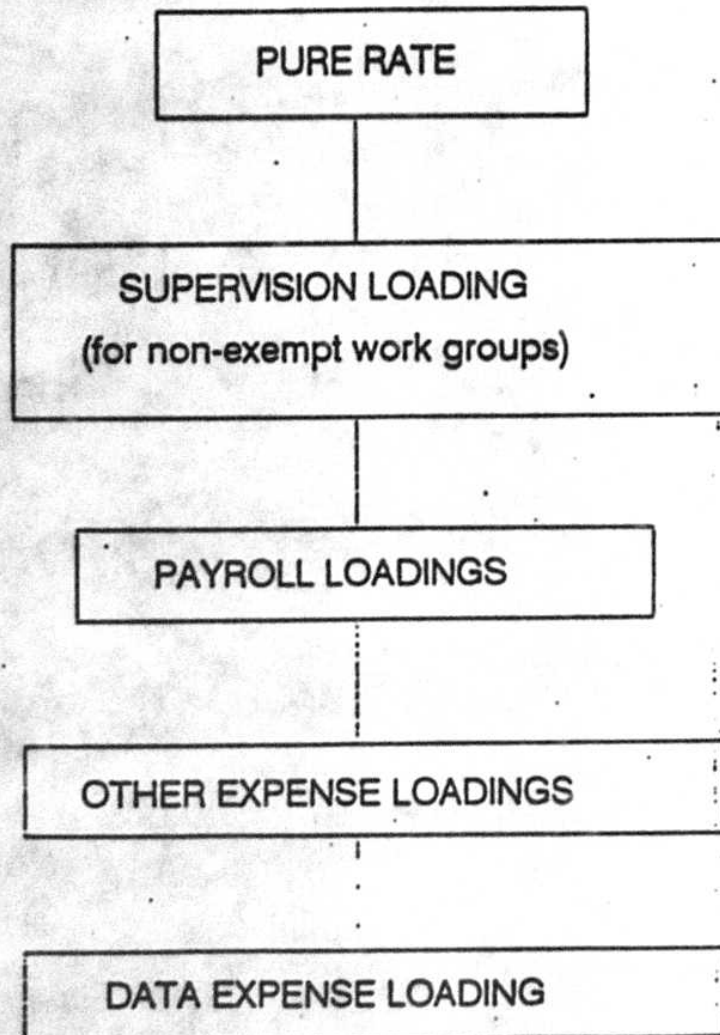 PURE RATE
SUPERVISION LOADING
(for non-exempt work groups)
PAYROLL LOADINGS
OTHER EXPENSE LOADINGS
DATA EXPENSE LOADING